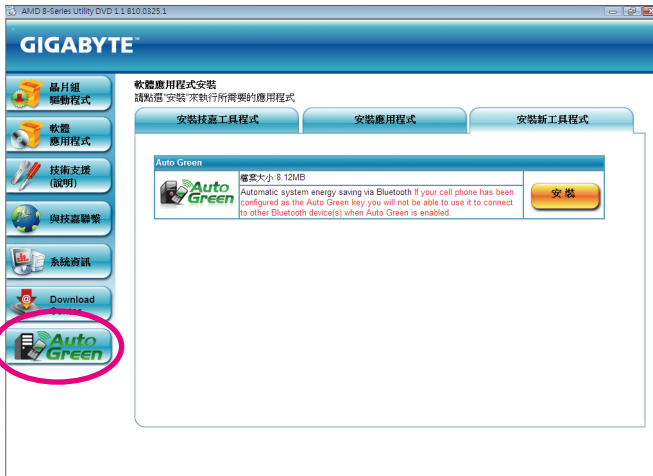 AMD 8-Series Utility DVD 1.1 B10.0325.1
GIGABYTE™
晶片組
驅動程式
軟體
應用程式
技術支援
(說明)
與技嘉聯繫
系統資訊
Download
Center
Auto
Green
軟體應用程式安裝
請點選"安裝"來執行所需要的應用程式
安裝技嘉工具程式
安裝應用程式
安裝新工具程式
Auto Green
Auto
Green
檔案大小:8.12MB
Automatic system energy saving via Bluetooth If your cell phone has been
configured as the Auto Green key,you will not be able to use it to connect
to other Bluetooth device(s) when Auto Green is enabled.
安裝